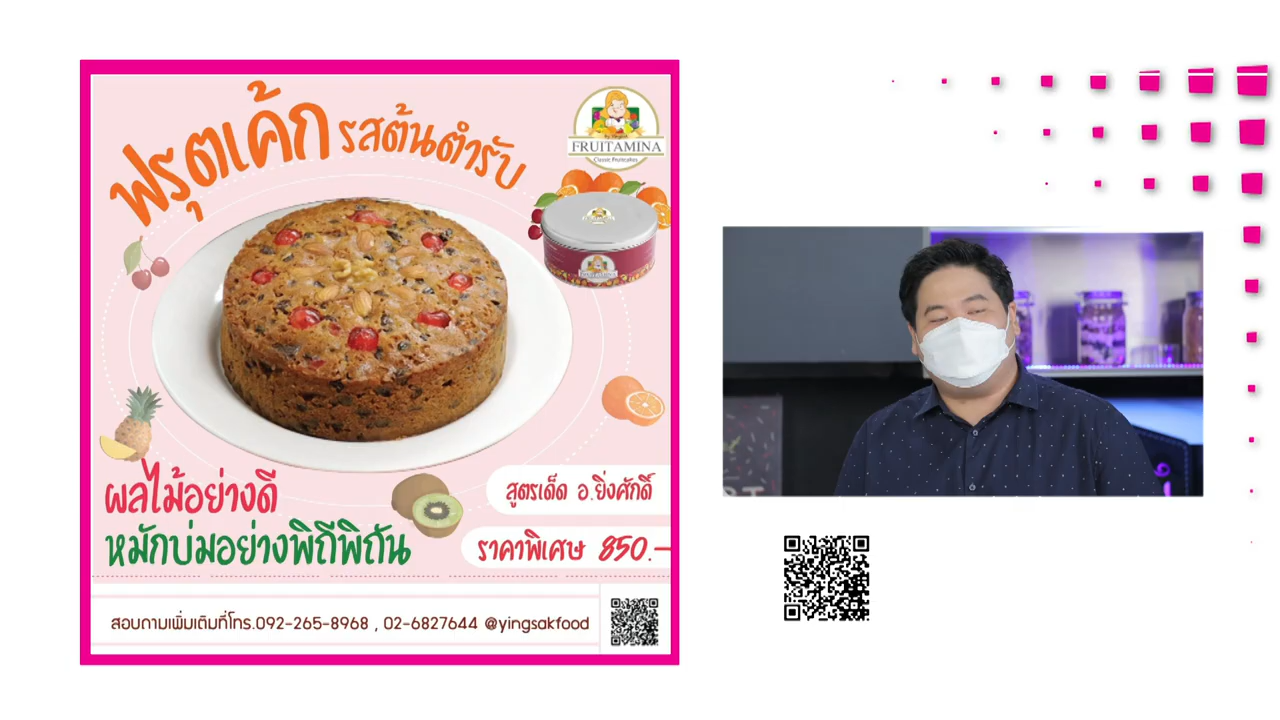 ฟรุตเค้ก รสต้นตำรับ
by Yingsak
FRUITAMINA
Classic Fruitcakes
ผลไม้อย่างดี
หมักบ่มอย่างพิถีพิถัน
สูตรเด็ด อ.ยิ่งศักดิ์
ราคาพิเศษ 850.-
สอบถามเพิ่มเติมที่โทร.092-265-8968 , 02-6827644 @yingsakfood